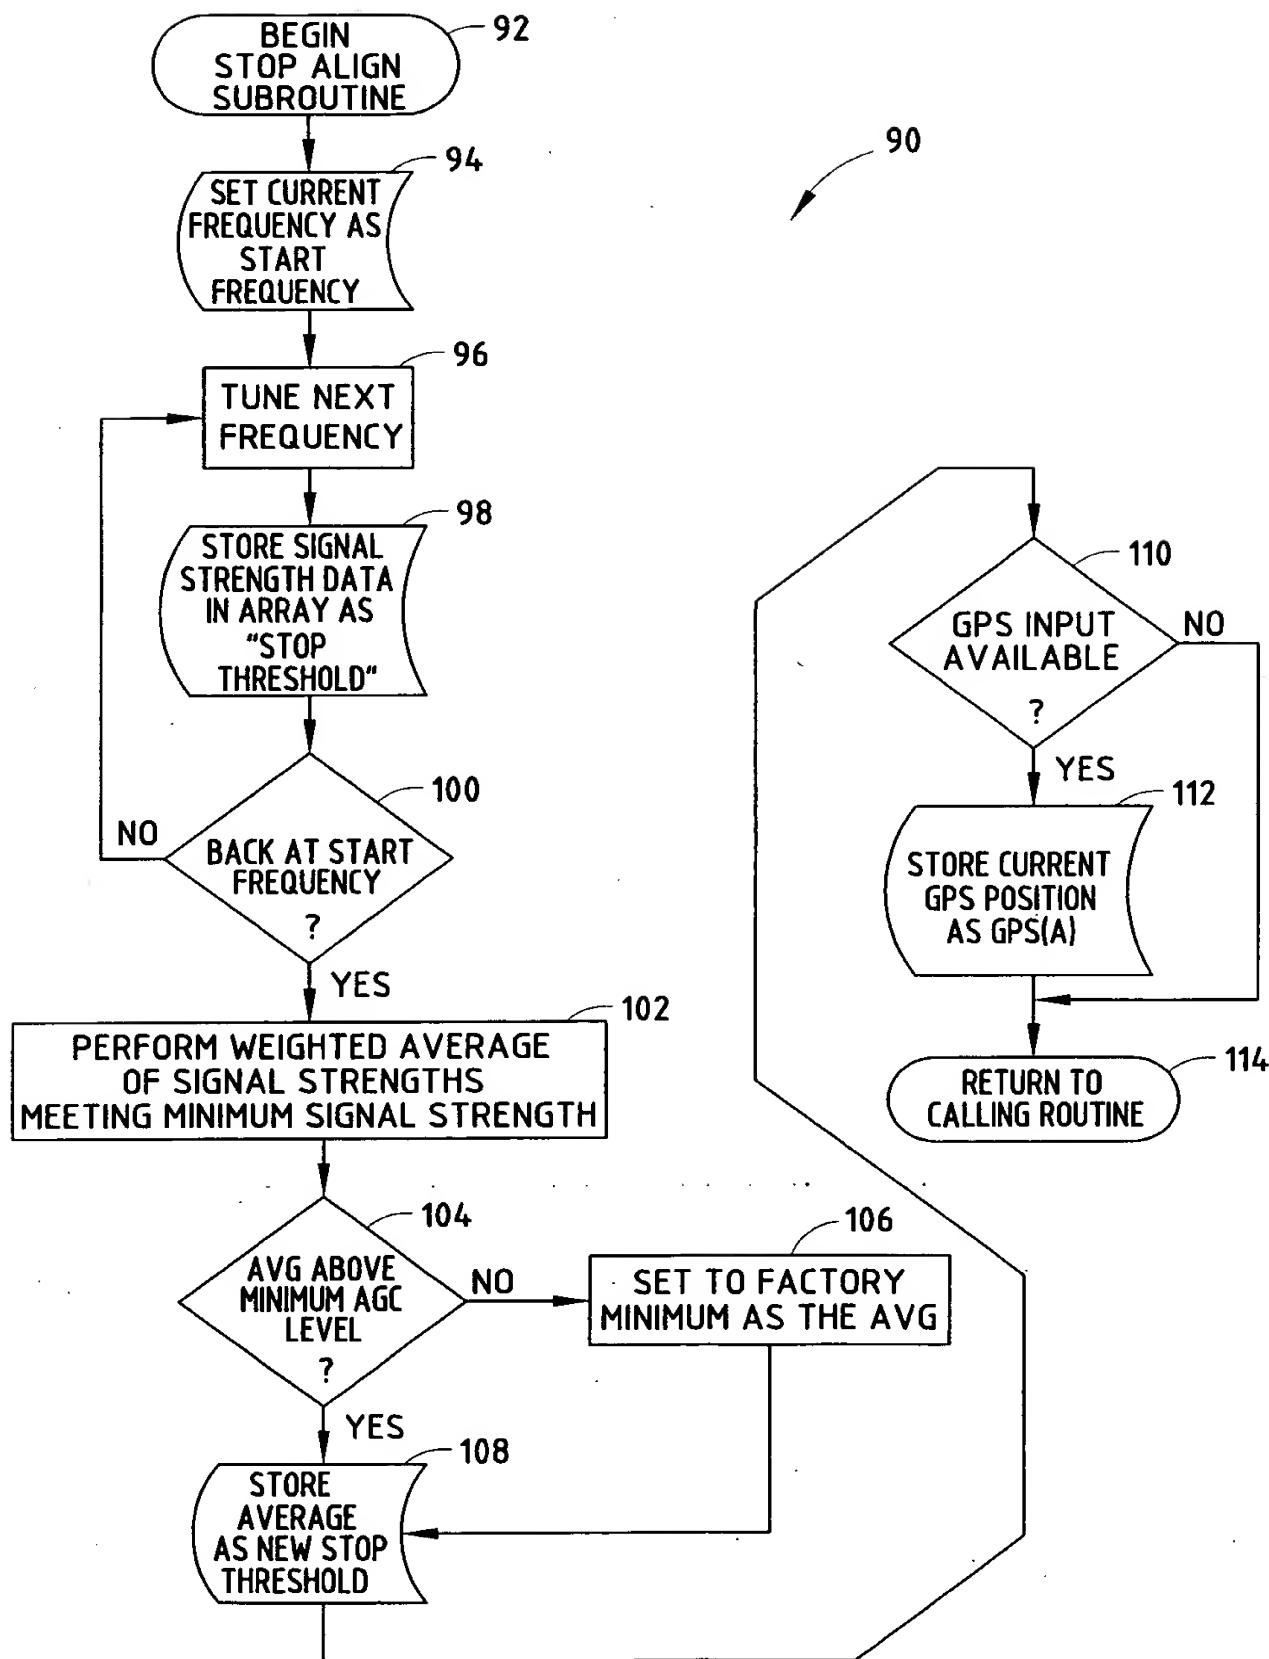 BEGIN
STOP ALIGN
SUBROUTINE
92
90
94
SET CURRENT
FREQUENCY AS
START
FREQUENCY
96
TUNE NEXT
FREQUENCY
98
STORE SIGNAL
STRENGTH DATA
IN ARRAY AS
"STOP
THRESHOLD"
100
NO
BACK AT START
FREQUENCY
?
YES
102
PERFORM WEIGHTED AVERAGE
OF SIGNAL STRENGTHS
MEETING MINIMUM SIGNAL STRENGTH
104
AVG ABOVE
MINIMUM AGC
LEVEL
?
NO
106
SET TO FACTORY
MINIMUM AS THE AVG
YES
108
STORE
AVERAGE
AS NEW STOP
THRESHOLD
110
GPS INPUT
AVAILABLE
?
NO
YES
112
STORE CURRENT
GPS POSITION
AS GPS(A)
114
RETURN TO
CALLING ROUTINE